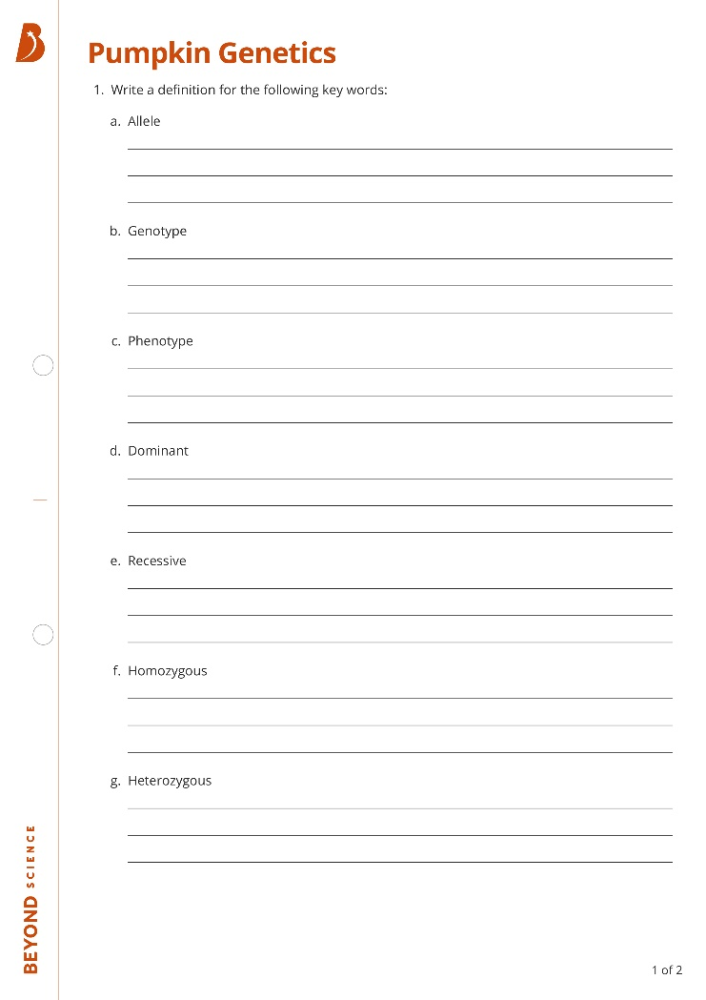 Pumpkin Genetics
1. Write a definition for the following key words:
a. Allele
b. Genotype
c. Phenotype
d. Dominant
e. Recessive
f. Homozygous
g. Heterozygous
BEYOND SCIENCE
1 of 2